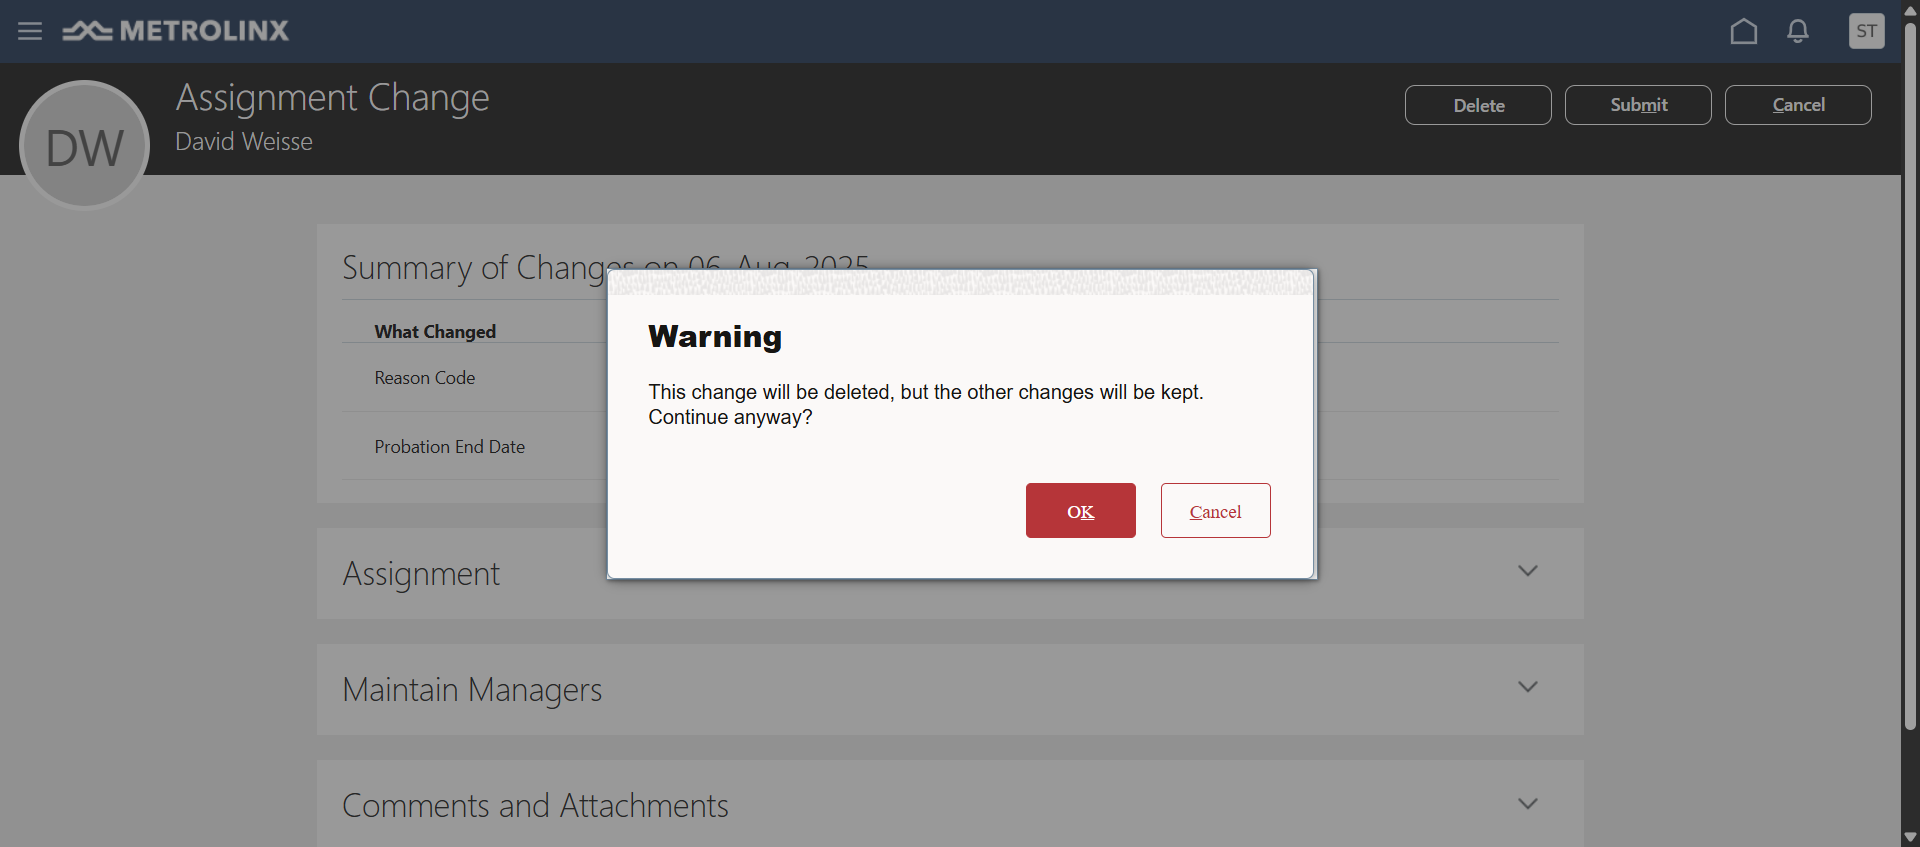 METROLINX
ST
Assignment Change
David Weisse
DW
Delete
Submit
Cancel
Summary of Changes on 06-Aug-2025
What Changed
Reason Code
Probation End Date
Warning
This change will be deleted, but the other changes will be kept.
Continue anyway?
OK
Cancel
Assignment
Maintain Managers
Comments and Attachments